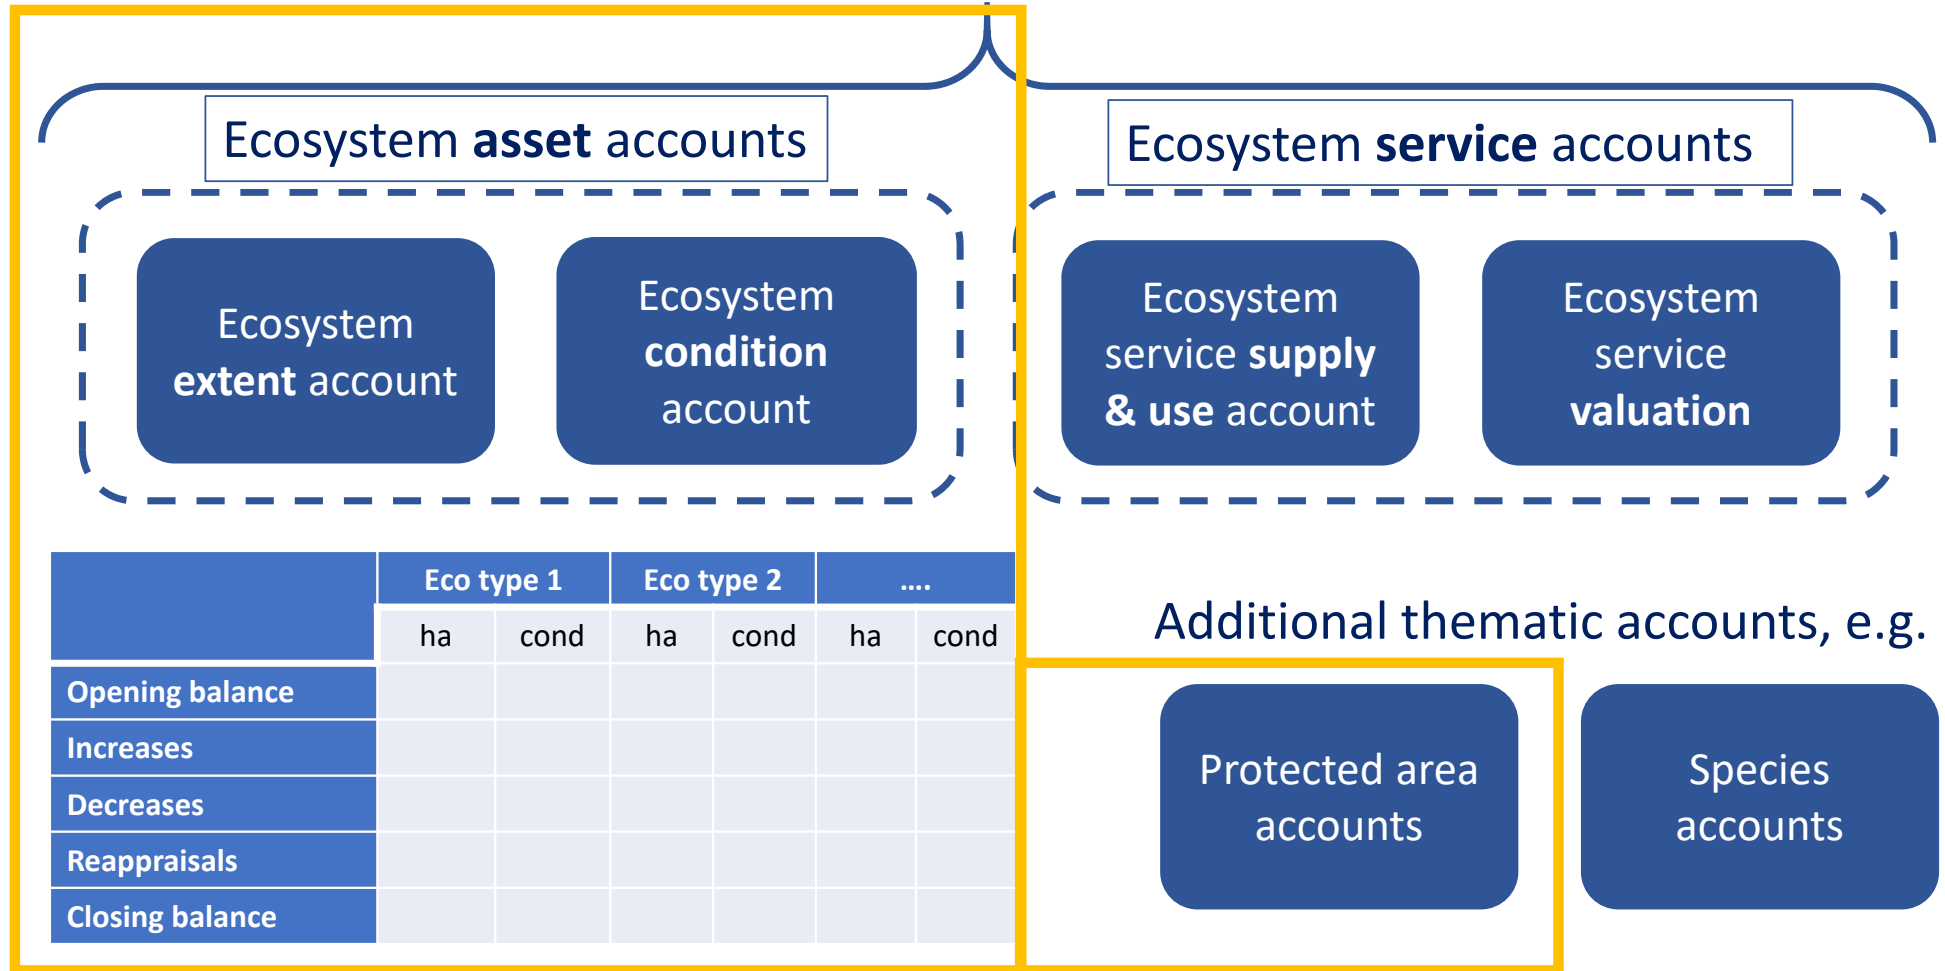 Ecosystem asset accounts
Ecosystem service accounts
Ecosystem
extent account
Ecosystem
condition
account
Ecosystem
service supply
& use account
Ecosystem
service
valuation
Eco type 1 Eco type 2 ....
ha cond ha cond ha cond
Opening balance
Increases
Decreases
Reappraisals
Closing balance
Additional thematic accounts, e.g.
Protected area
accounts
Species
accounts